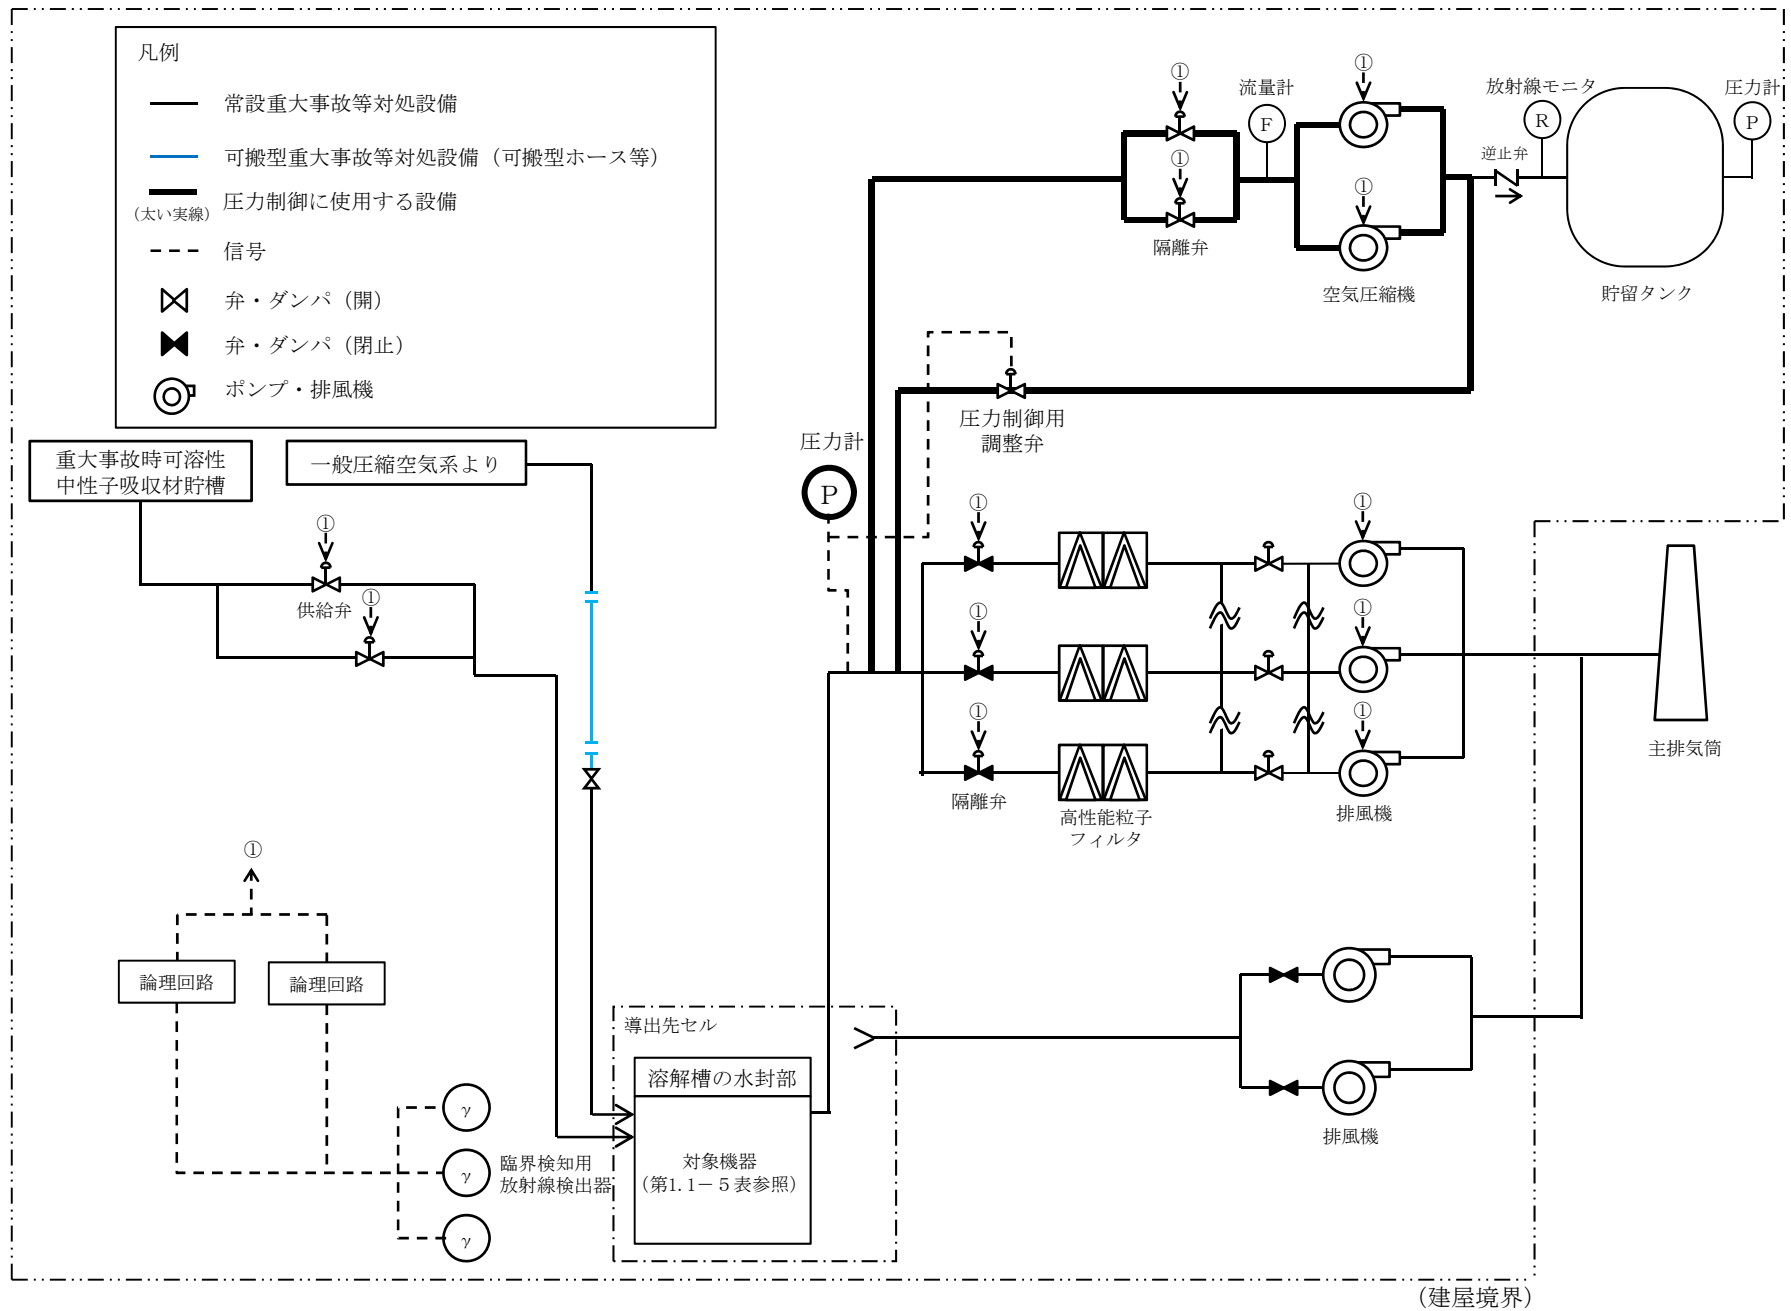 凡例
常設重大事故等対処設備
可搬型重大事故等対処設備（可搬型ホース等）
圧力制御に使用する設備
（太い実線）
信号
弁・ダンパ（開）
弁・ダンパ（閉止）
ポンプ・排風機
①
流量計
F
①
①
①
空気圧縮機
隔離弁
放射線モニタ
R
逆止弁
圧力計
P
貯留タンク
圧力制御用
調整弁
圧力計
P
重大事故時可溶性
中性子吸収材貯槽
一般圧縮空気系より
①
供給弁
①
①
①
①
隔離弁
高性能粒子
フィルタ
①
①
①
排風機
主排気筒
①
論理回路
論理回路
γ
γ
γ
臨界検知用
放射線検出器
導出先セル
溶解槽の水封部
対象機器
（第1.1－５表参照）
排風機
（建屋境界）